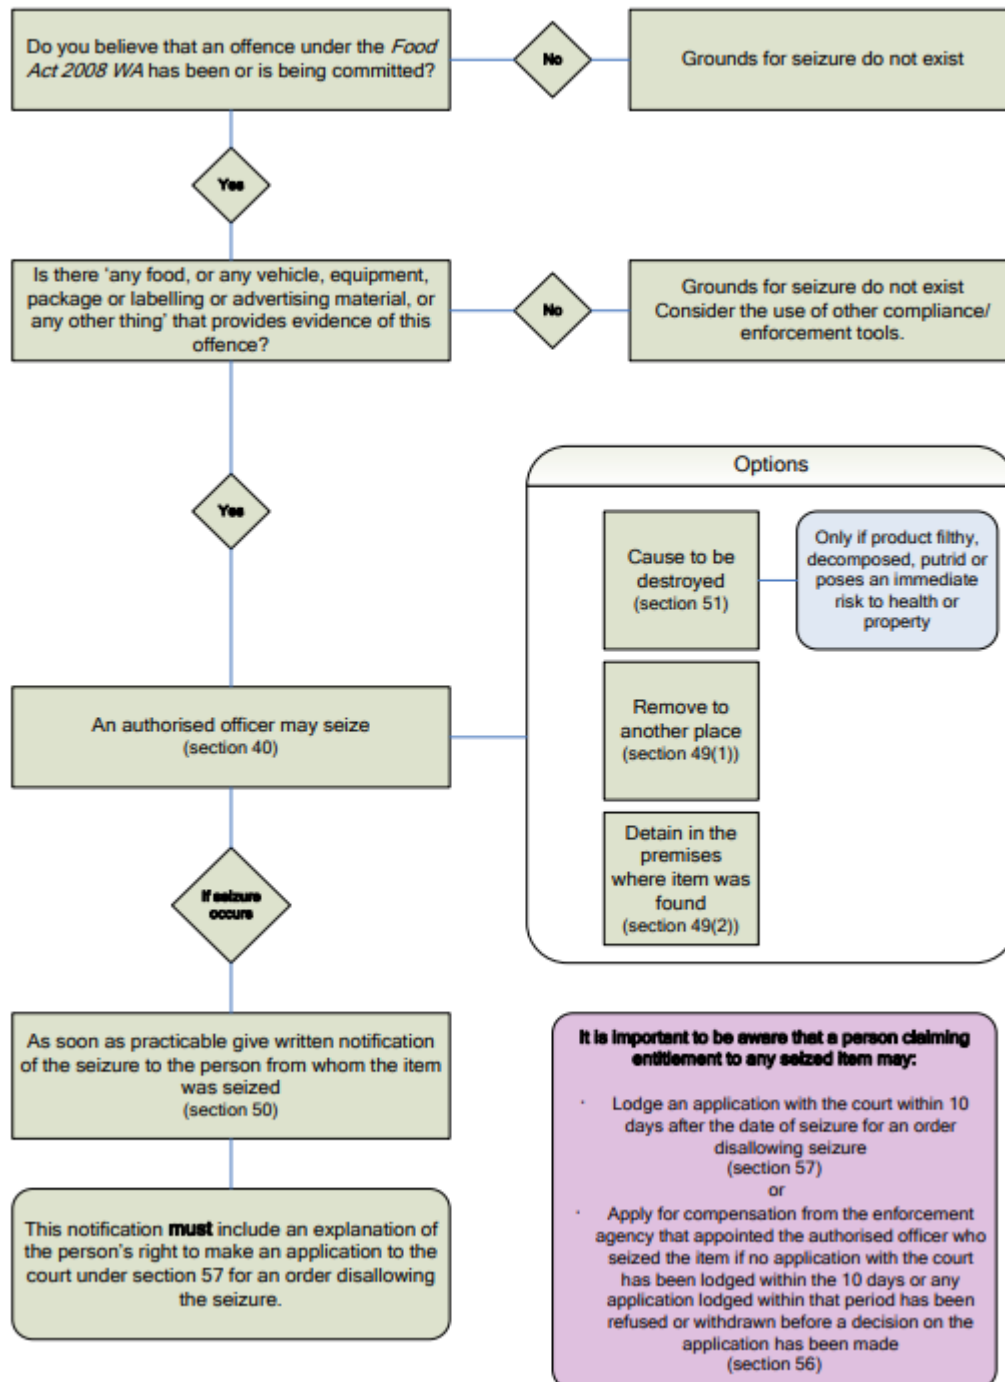 Do you believe that an offence under the Food
Act 2008 WA has been or is being committed?
No
Grounds for seizure do not exist
Yes
Is there 'any food, or any vehicle, equipment,
package or labelling or advertising material, or
any other thing' that provides evidence of this
offence?
No
Grounds for seizure do not exist
Consider the use of other compliance/
enforcement tools.
Yes
Options
Cause to be
destroyed
(section 51)
Only if product filthy,
decomposed, putrid or
poses an immediate
risk to health or
property
An authorised officer may seize
(section 40)
Remove to
another place
(section 49(1))
Detain in the
premises
where item was
found
(section 49(2))
If seizure
occurs
As soon as practicable give written notification
of the seizure to the person from whom the item
was seized
(section 50)
This notification must include an explanation of
the person's right to make an application to the
court under section 57 for an order disallowing
the seizure.
It is important to be aware that a person claiming
entitlement to any seized item may:
· Lodge an application with the court within 10
days after the date of seizure for an order
disallowing seizure
(section 57)
or
· Apply for compensation from the enforcement
agency that appointed the authorised officer who
seized the item if no application with the court
has been lodged within the 10 days or any
application lodged within that period has been
refused or withdrawn before a decision on the
application has been made
(section 56)